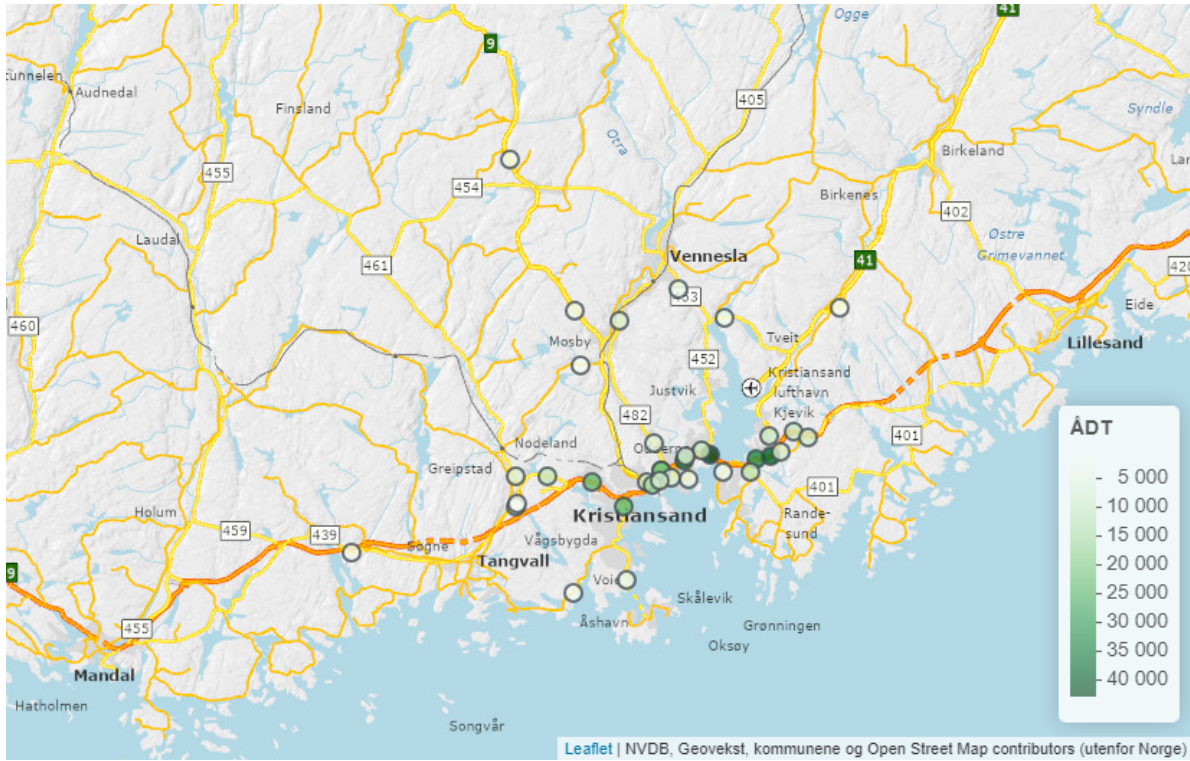 41
Ogge
9
tunnelen
Audnedal
405
Finsland
Syndle
Otra
Birkeland
455
454
Birkenes
402
Laudal
Østre
Grimevannet
Vennesla
461
41
420
463
Eide
460
Tveit
Mosby
Lillesand
452
Kristiansand
lufthavn
Justvik
Kjevik
482
ÅDT
401
Nodeland
Greipstad
5 000
10 000
401
15 000
Holum
Kristiansand
Rande-
sund
20 000
459
439
Vågsbygda
Søgne
25 000
Tangvall
9
Voie
30 000
Skålevik
Åshavn
Grønningen
455
35 000
Oksøy
Mandal
40 000
Hatholmen
Songvår
Leaflet | NVDB, Geovekst, kommunene og Open Street Map contributors (utenfor Norge)